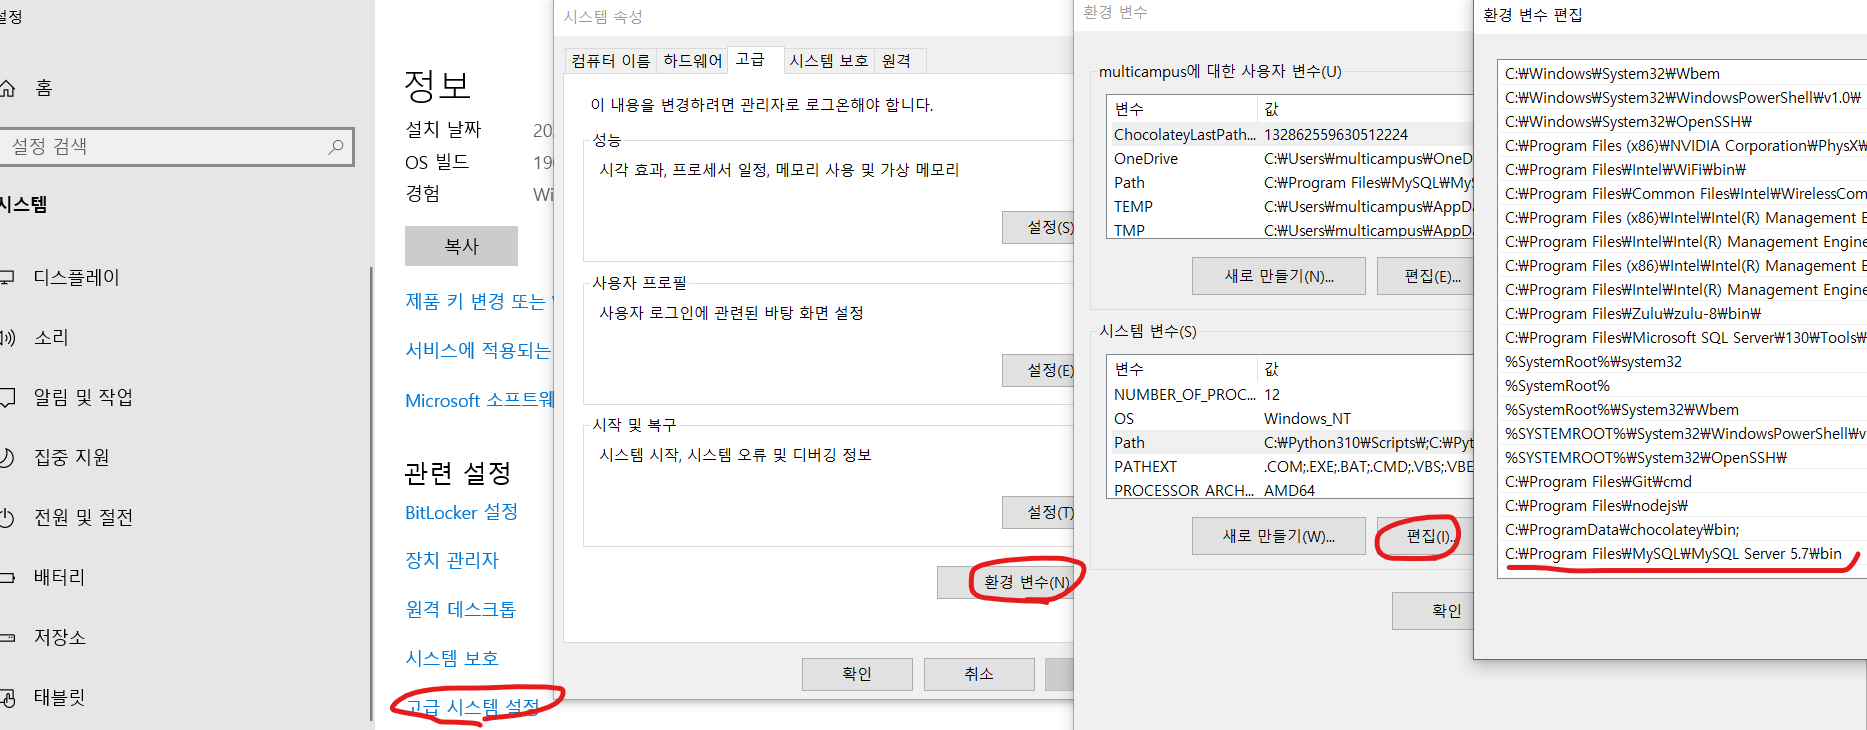 설정
홈
설정 검색
시스템
디스플레이
소리
알림 및 작업
집중 지원
전원 및 절전
배터리
저장소
태블릿
정보
설치 날짜 20
OS 빌드 190
경험 Wi
복사
제품 키 변경 또는
서비스에 적용되는
Microsoft 소프트웨
관련 설정
BitLocker 설정
장치 관리자
원격 데스크톱
시스템 보호
고급 시스템 설정
시스템 속성
컴퓨터 이름 하드웨어 고급 시스템 보호 원격
이 내용을 변경하려면 관리자로 로그온해야 합니다.
성능
시각 효과, 프로세서 일정, 메모리 사용 및 가상 메모리
설정(S)
사용자 프로필
사용자 로그인에 관련된 바탕 화면 설정
설정(E)
시작 및 복구
시스템 시작, 시스템 오류 및 디버깅 정보
설정(T)
환경 변수(N)
확인 취소
환경 변수
multicampus에 대한 사용자 변수(U)
변수 값
ChocolateyLastPath... 132862559630512224
OneDrive C:₩Users₩multicampus₩OneD
Path C:₩Program Files₩MySQL₩MyS
TEMP C:₩Users₩multicampus₩AppDa
TMP C:₩Users₩multicampus₩AppDa
새로 만들기(N)... 편집(E)...
시스템 변수(S)
변수 값
NUMBER_OF_PROC... 12
OS Windows_NT
Path C:₩Python310₩Scripts₩;C:₩Pyt
PATHEXT .COM;.EXE;.BAT;.CMD;.VBS;.VBE
PROCESSOR_ARCH... AMD64
새로 만들기(W)... 편집(I)...
확인
환경 변수 편집
C:₩Windows₩System32₩Wbem
C:₩Windows₩System32₩WindowsPowerShell₩v1.0₩
C:₩Windows₩System32₩OpenSSH₩
C:₩Program Files (x86)₩NVIDIA Corporation₩PhysX₩
C:₩Program Files₩Intel₩WiFi₩bin₩
C:₩Program Files₩Common Files₩Intel₩WirelessCom
C:₩Program Files (x86)₩Intel₩Intel(R) Management E
C:₩Program Files₩Intel₩Intel(R) Management Engine
C:₩Program Files (x86)₩Intel₩Intel(R) Management E
C:₩Program Files₩Intel₩Intel(R) Management Engine
C:₩Program Files₩Zulu₩zulu-8₩bin₩
C:₩Program Files₩Microsoft SQL Server₩130₩Tools₩
%SystemRoot%₩system32
%SystemRoot%
%SystemRoot%₩System32₩Wbem
%SYSTEMROOT%₩System32₩WindowsPowerShell₩v
%SYSTEMROOT%₩System32₩OpenSSH₩
C:₩Program Files₩Git₩cmd
C:₩Program Files₩nodejs₩
C:₩ProgramData₩chocolatey₩bin;
C:₩Program Files₩MySQL₩MySQL Server 5.7₩bin